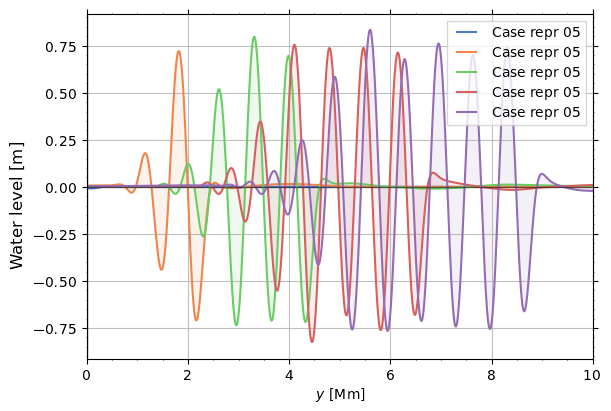 Case repr 05
Case repr 05
Case repr 05
Case repr 05
Case repr 05
0.75
0.50
0.25
0.00
−0.25
−0.50
−0.75
Water level [m]
0 2 4 6 8 10
y [Mm]